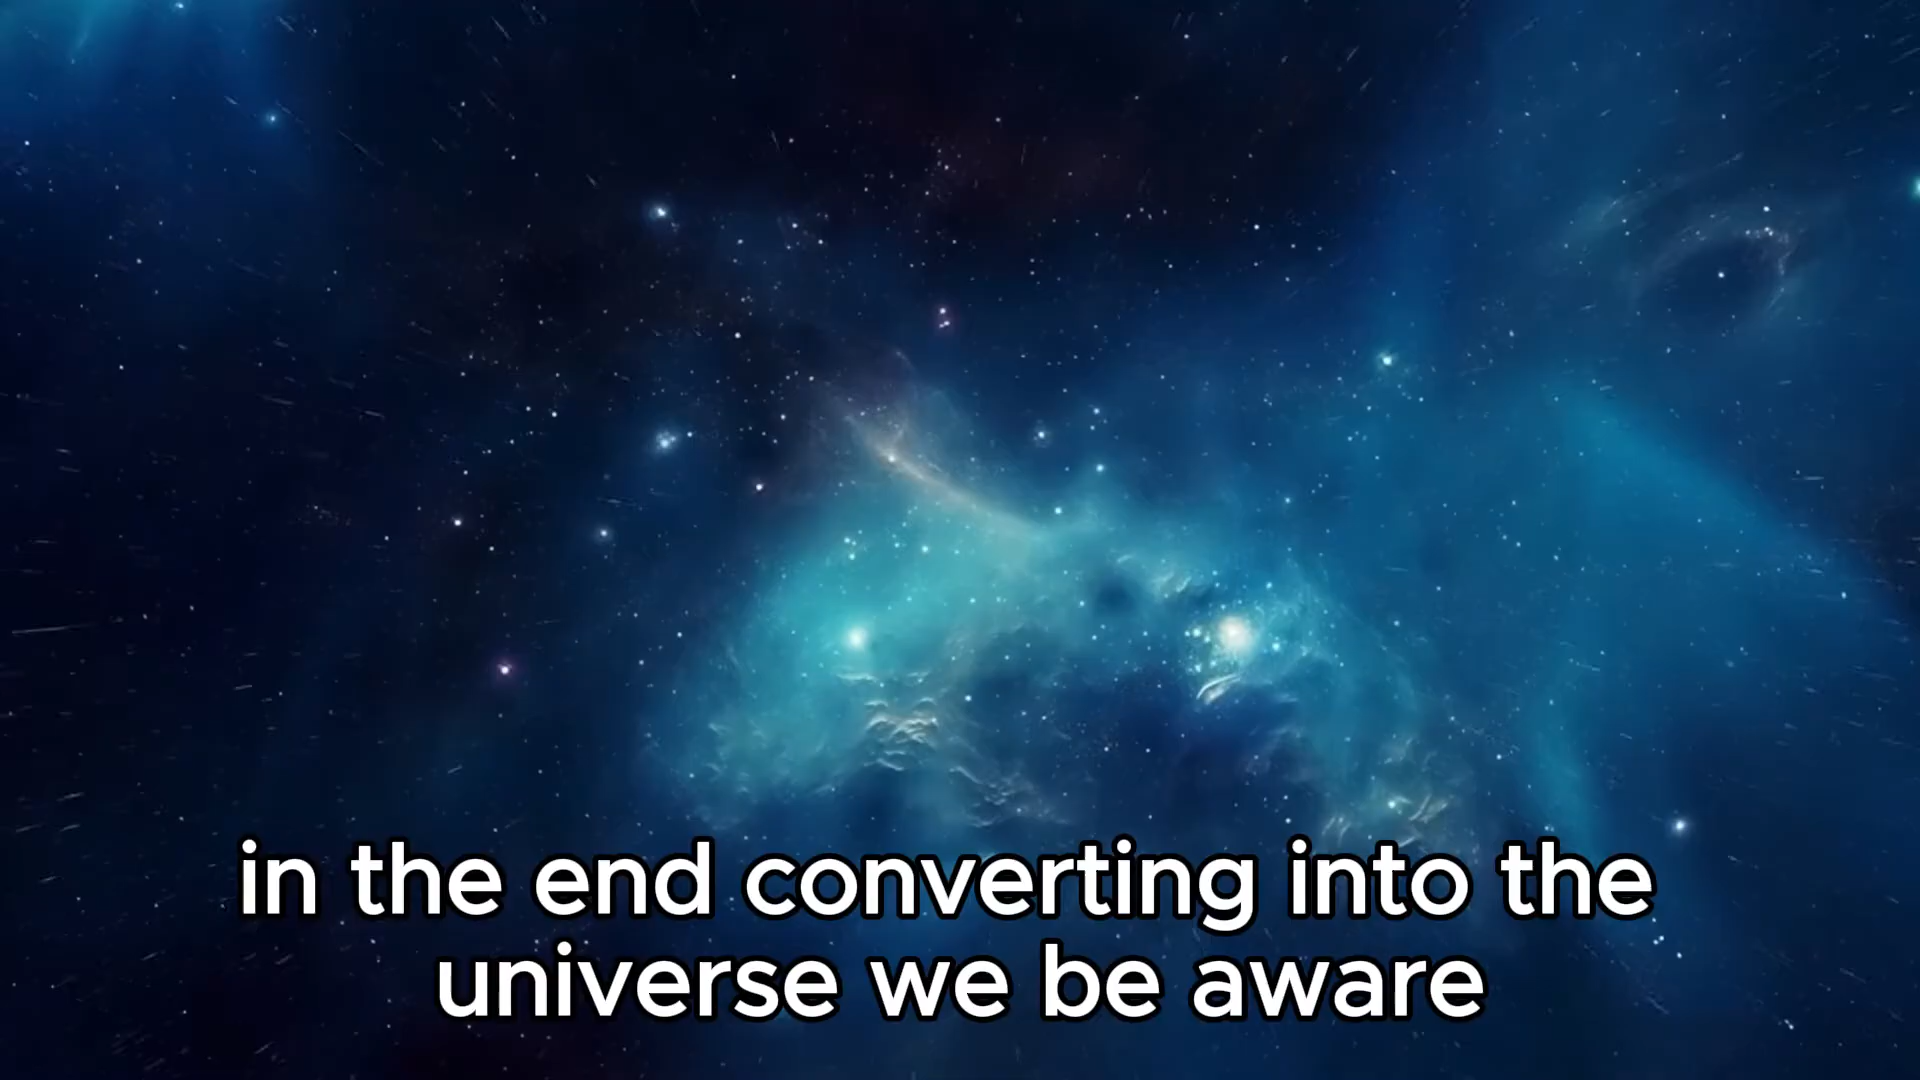 in the end converting into the
universe we be aware